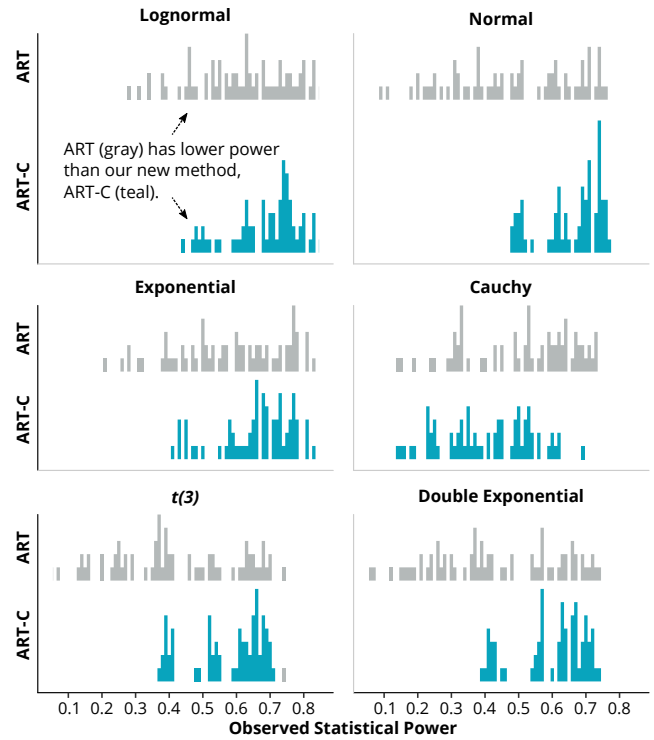 Lognormal
Normal
ART
ART (gray) has lower power
than our new method,
ART-C (teal).
ART-C
Exponential
Cauchy
ART
ART-C
t(3)
Double Exponential
ART
ART-C
0.1 0.2 0.3 0.4 0.5 0.6 0.7 0.8
0.1 0.2 0.3 0.4 0.5 0.6 0.7 0.8
Observed Statistical Power